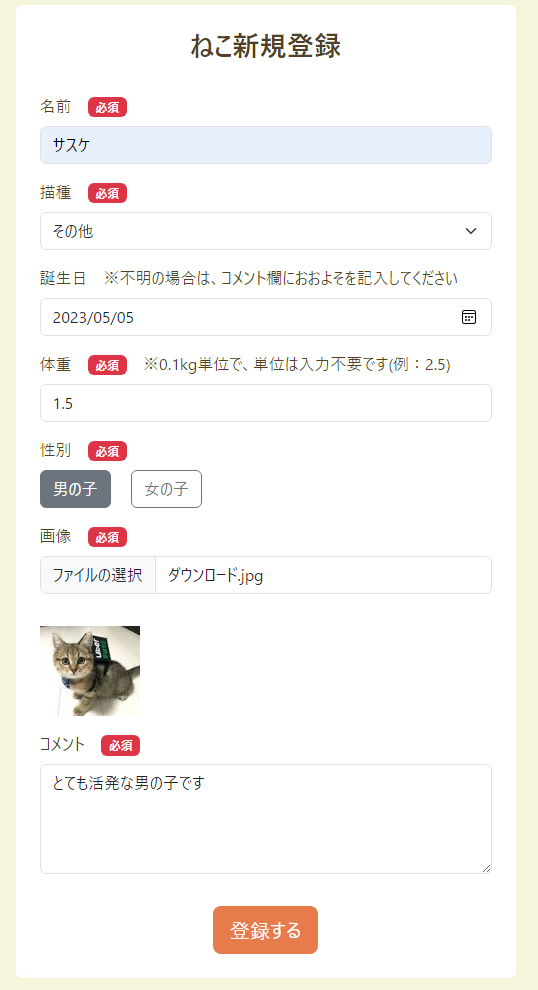 ねこ新規登録
名前 必須
サスケ
描種 必須
その他
誕生日 ※不明の場合は、コメント欄におおよそを記入してください
2023/05/05
体重 必須 ※0.1kg単位で、単位は入力不要です(例：2.5)
1.5
性別 必須
男の子 女の子
画像 必須
ファイルの選択 ダウンロード.jpg
Uber
Eats
コメント 必須
とても活発な男の子です
登録する